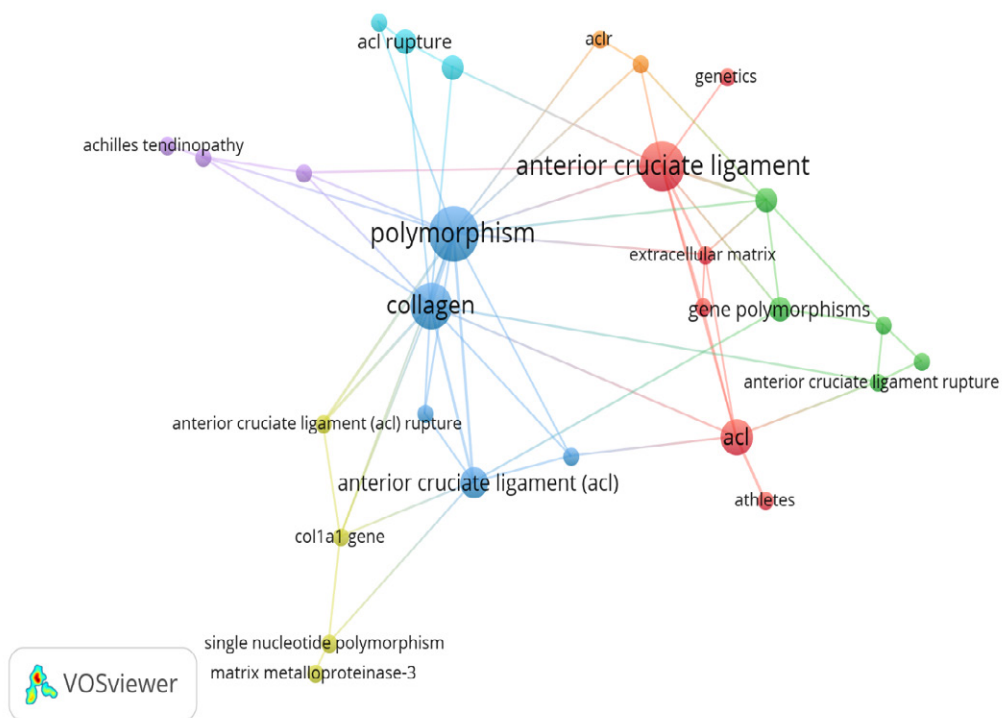 acl rupture
aclr
genetics
achilles tendinopathy
anterior cruciate ligament
polymorphism
extracellular matrix
collagen
gene polymorphisms
anterior cruciate ligament rupture
anterior cruciate ligament (acl) rupture
acl
anterior cruciate ligament (acl)
athletes
col1a1 gene
single nucleotide polymorphism
matrix metalloproteinase-3
VOSviewer